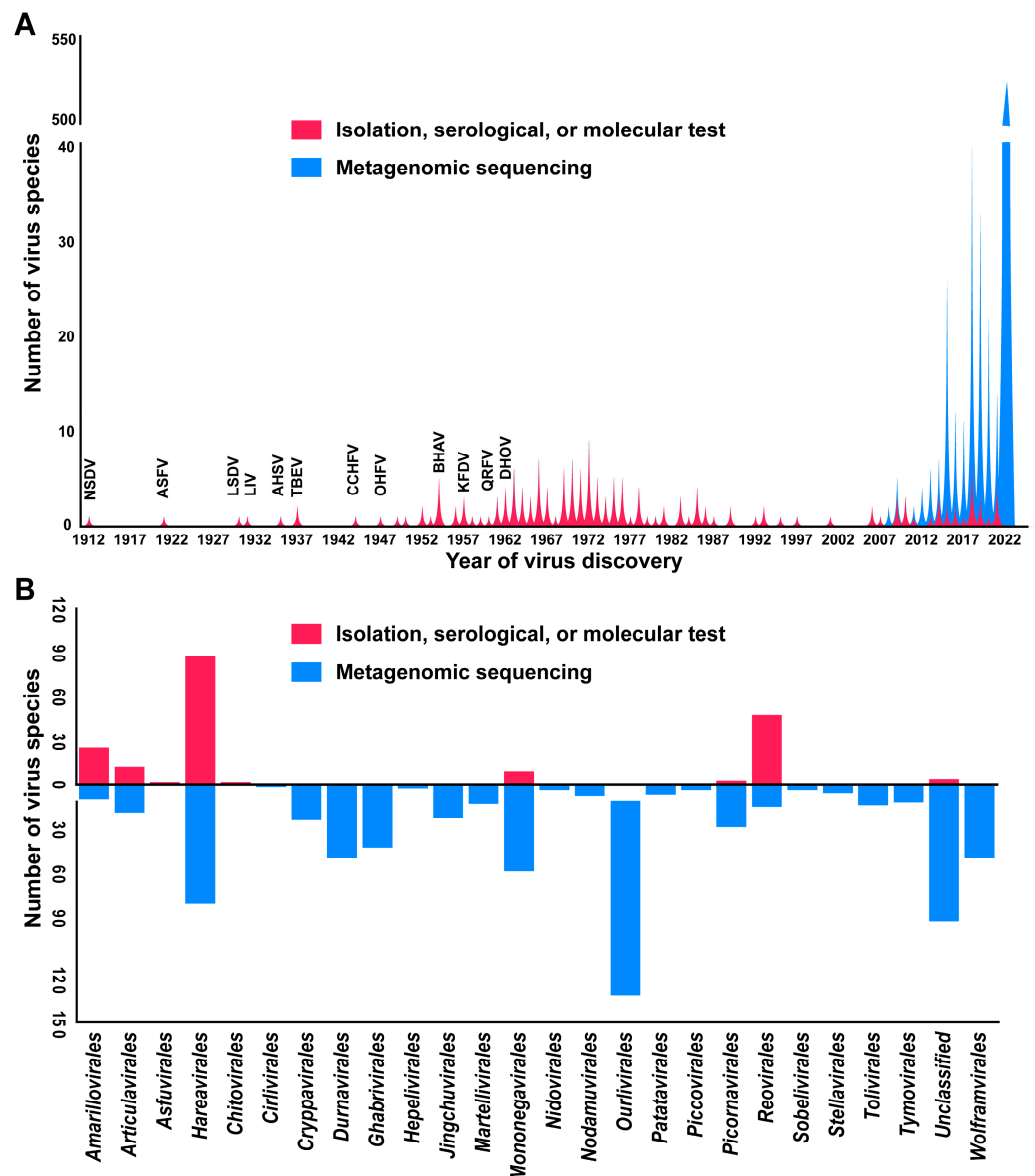 A
550
500
40
30
20
10
0
Number of virus species
Isolation, serological, or molecular test
Metagenomic sequencing
NSDV
ASFV
LSDV
LIV
AHSV
TBEV
CCHFV
OHFV
BHAV
KFDV
QRFV
DHOV
1912 1917 1922 1927 1932 1937 1942 1947 1952 1957 1962 1967 1972 1977 1982 1987 1992 1997 2002 2007 2012 2017 2022
Year of virus discovery
B
120
90
60
30
0
30
60
90
120
150
Number of virus species
Isolation, serological, or molecular test
Metagenomic sequencing
Amarillovirales
Articulavirales
Asfuvirales
Hareavirales
Chitovirales
Cirlivirales
Cryppavirales
Durnavirales
Ghabrivirales
Hepelivirales
Jingchuvirales
Martellivirales
Mononegavirales
Nidovirales
Nodamuvirales
Ourlivirales
Patatavirales
Piccovirales
Picornavirales
Reovirales
Sobelivirales
Stellavirales
Tolivirales
Tymovirales
Unclassified
Wolframvirales